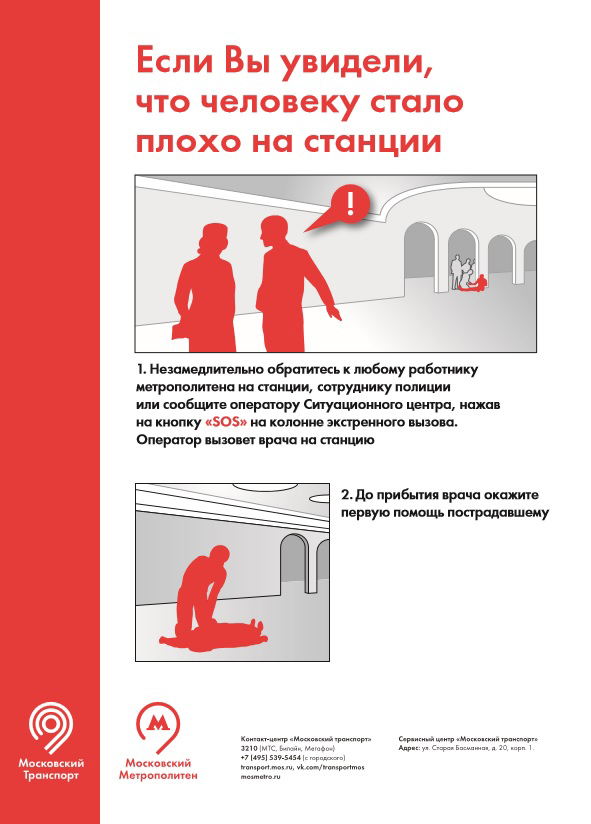 Если Вы увидели,
что человеку стало
плохо на станции
!
1. Незамедлительно обратитесь к любому работнику
метрополитена на станции, сотруднику полиции
или сообщите оператору Ситуационного центра, нажав
на кнопку «SOS» на колонне экстренного вызова.
Оператор вызовет врача на станцию
2. До прибытия врача окажите
первую помощь пострадавшему
Московский
Транспорт
М
Московский
Метрополитен
Контакт-центр «Московский транспорт»
3210 (МТС, Билайн, Мегафон)
+7 (495) 539-5454 (с городского)
transport.mos.ru, vk.com/transportmos
mosmetro.ru
Сервисный центр «Московский транспорт»
Адрес: ул. Старая Басманная, д. 20, корп. 1.